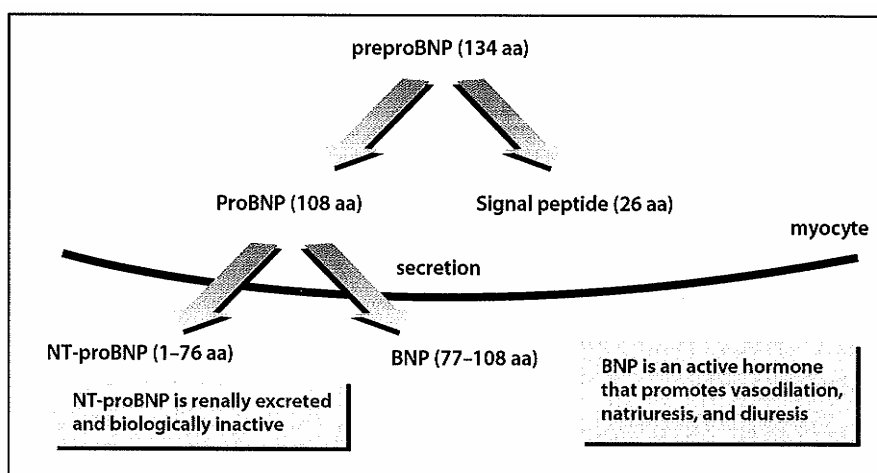 preproBNP (134 aa)
ProBNP (108 aa)
Signal peptide (26 aa)
myocyte
secretion
NT-proBNP (1–76 aa)
BNP (77–108 aa)
NT-proBNP is renally excreted
and biologically inactive
BNP is an active hormone
that promotes vasodilation,
natriuresis, and diuresis